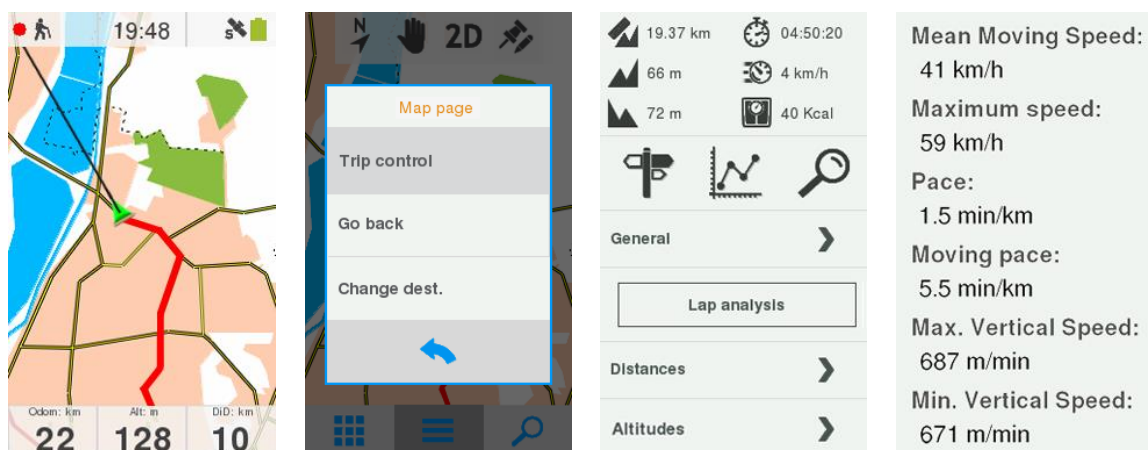 19:48
S
Odom: km
Alt: m
DiD: km
22
128
10
N
2D
Map page
Trip control
Go back
Change dest.
19.37 km
04:50:20
66 m
4 km/h
72 m
40 Kcal
General
Lap analysis
Distances
Altitudes
Mean Moving Speed:
41 km/h
Maximum speed:
59 km/h
Pace:
1.5 min/km
Moving pace:
5.5 min/km
Max. Vertical Speed:
687 m/min
Min. Vertical Speed:
671 m/min